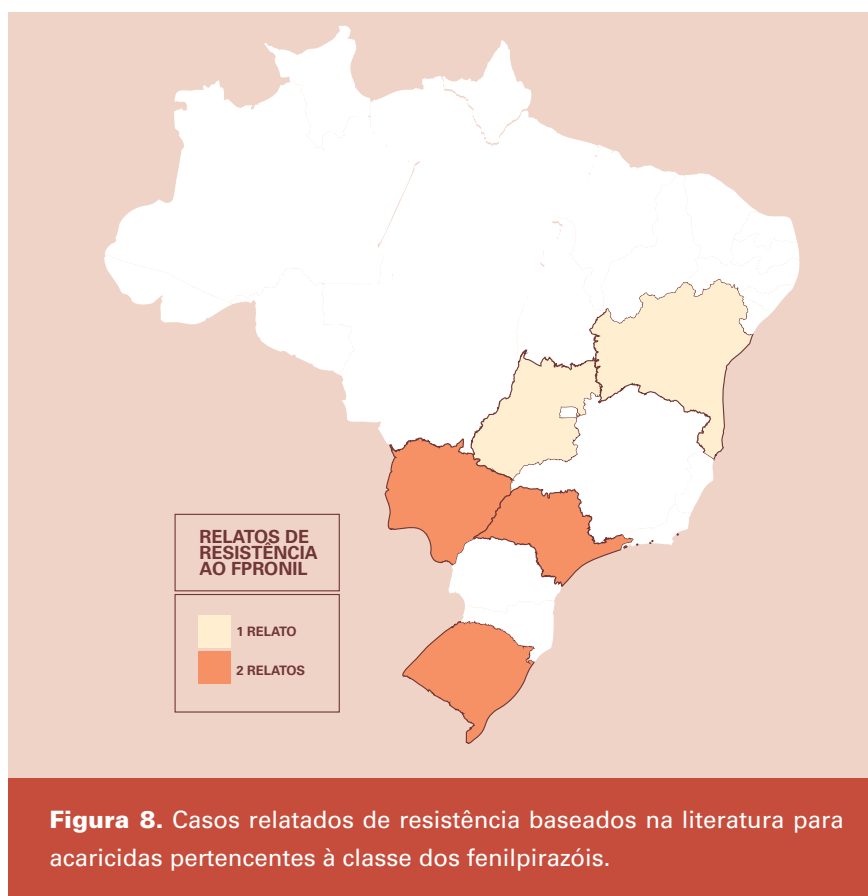 RELATOS DE
RESISTÊNCIA
AO FPRONIL
1 RELATO
2 RELATOS
Figura 8. Casos relatados de resistência baseados na literatura para
acaricidas pertencentes à classe dos fenilpirazóis.